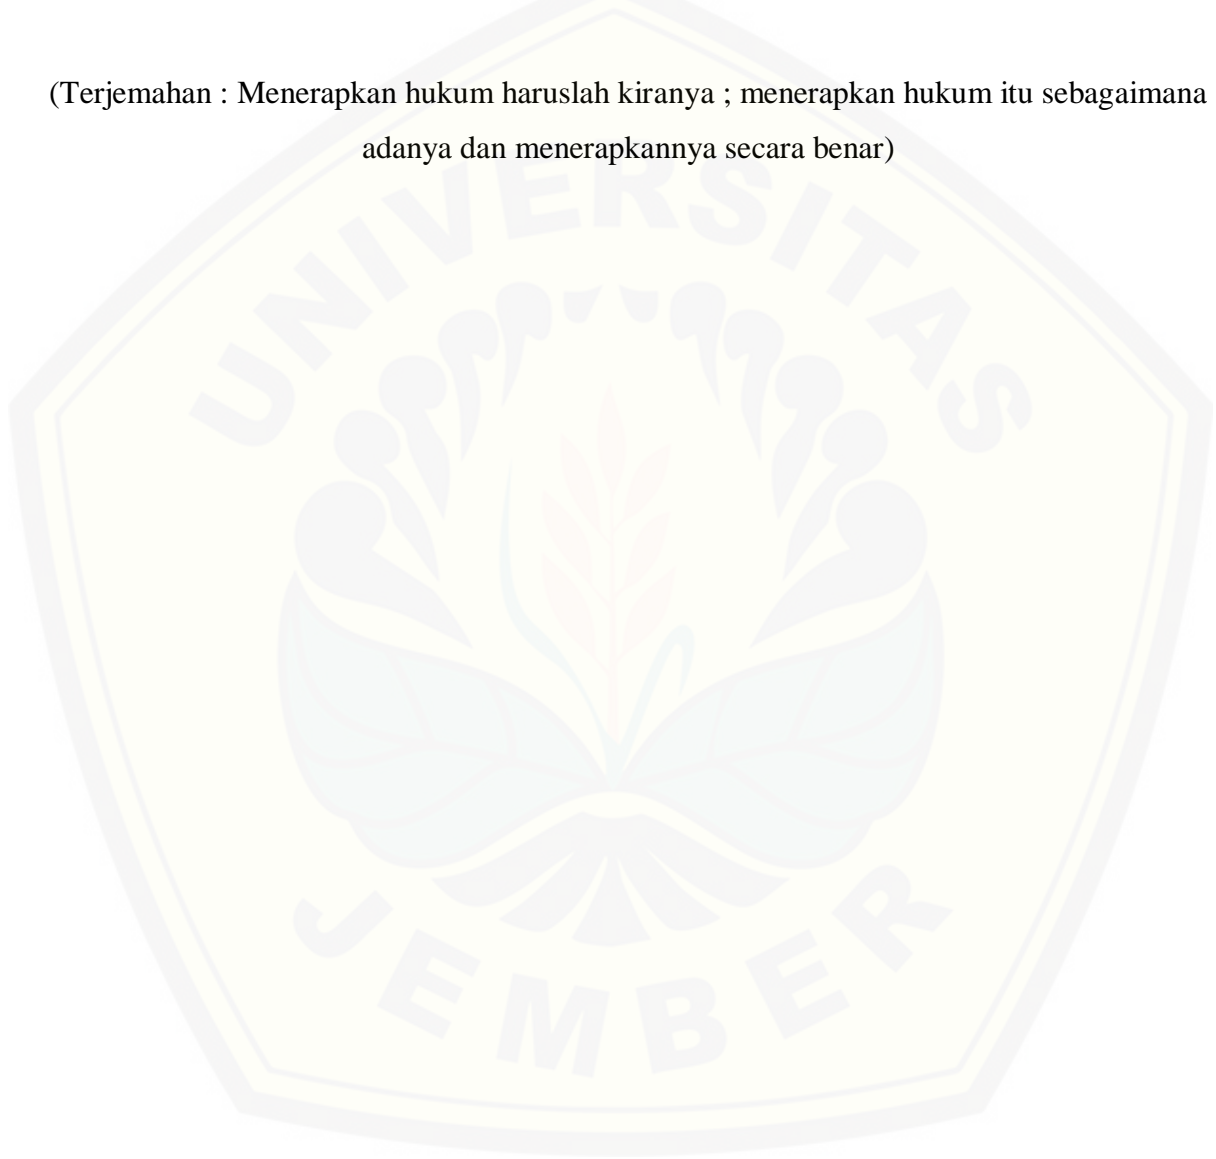 (Terjemahan : Menerapkan hukum haruslah kiranya ; menerapkan hukum itu sebagaimana
adanya dan menerapkannya secara benar)
UNIVERSITAS
JEMBER